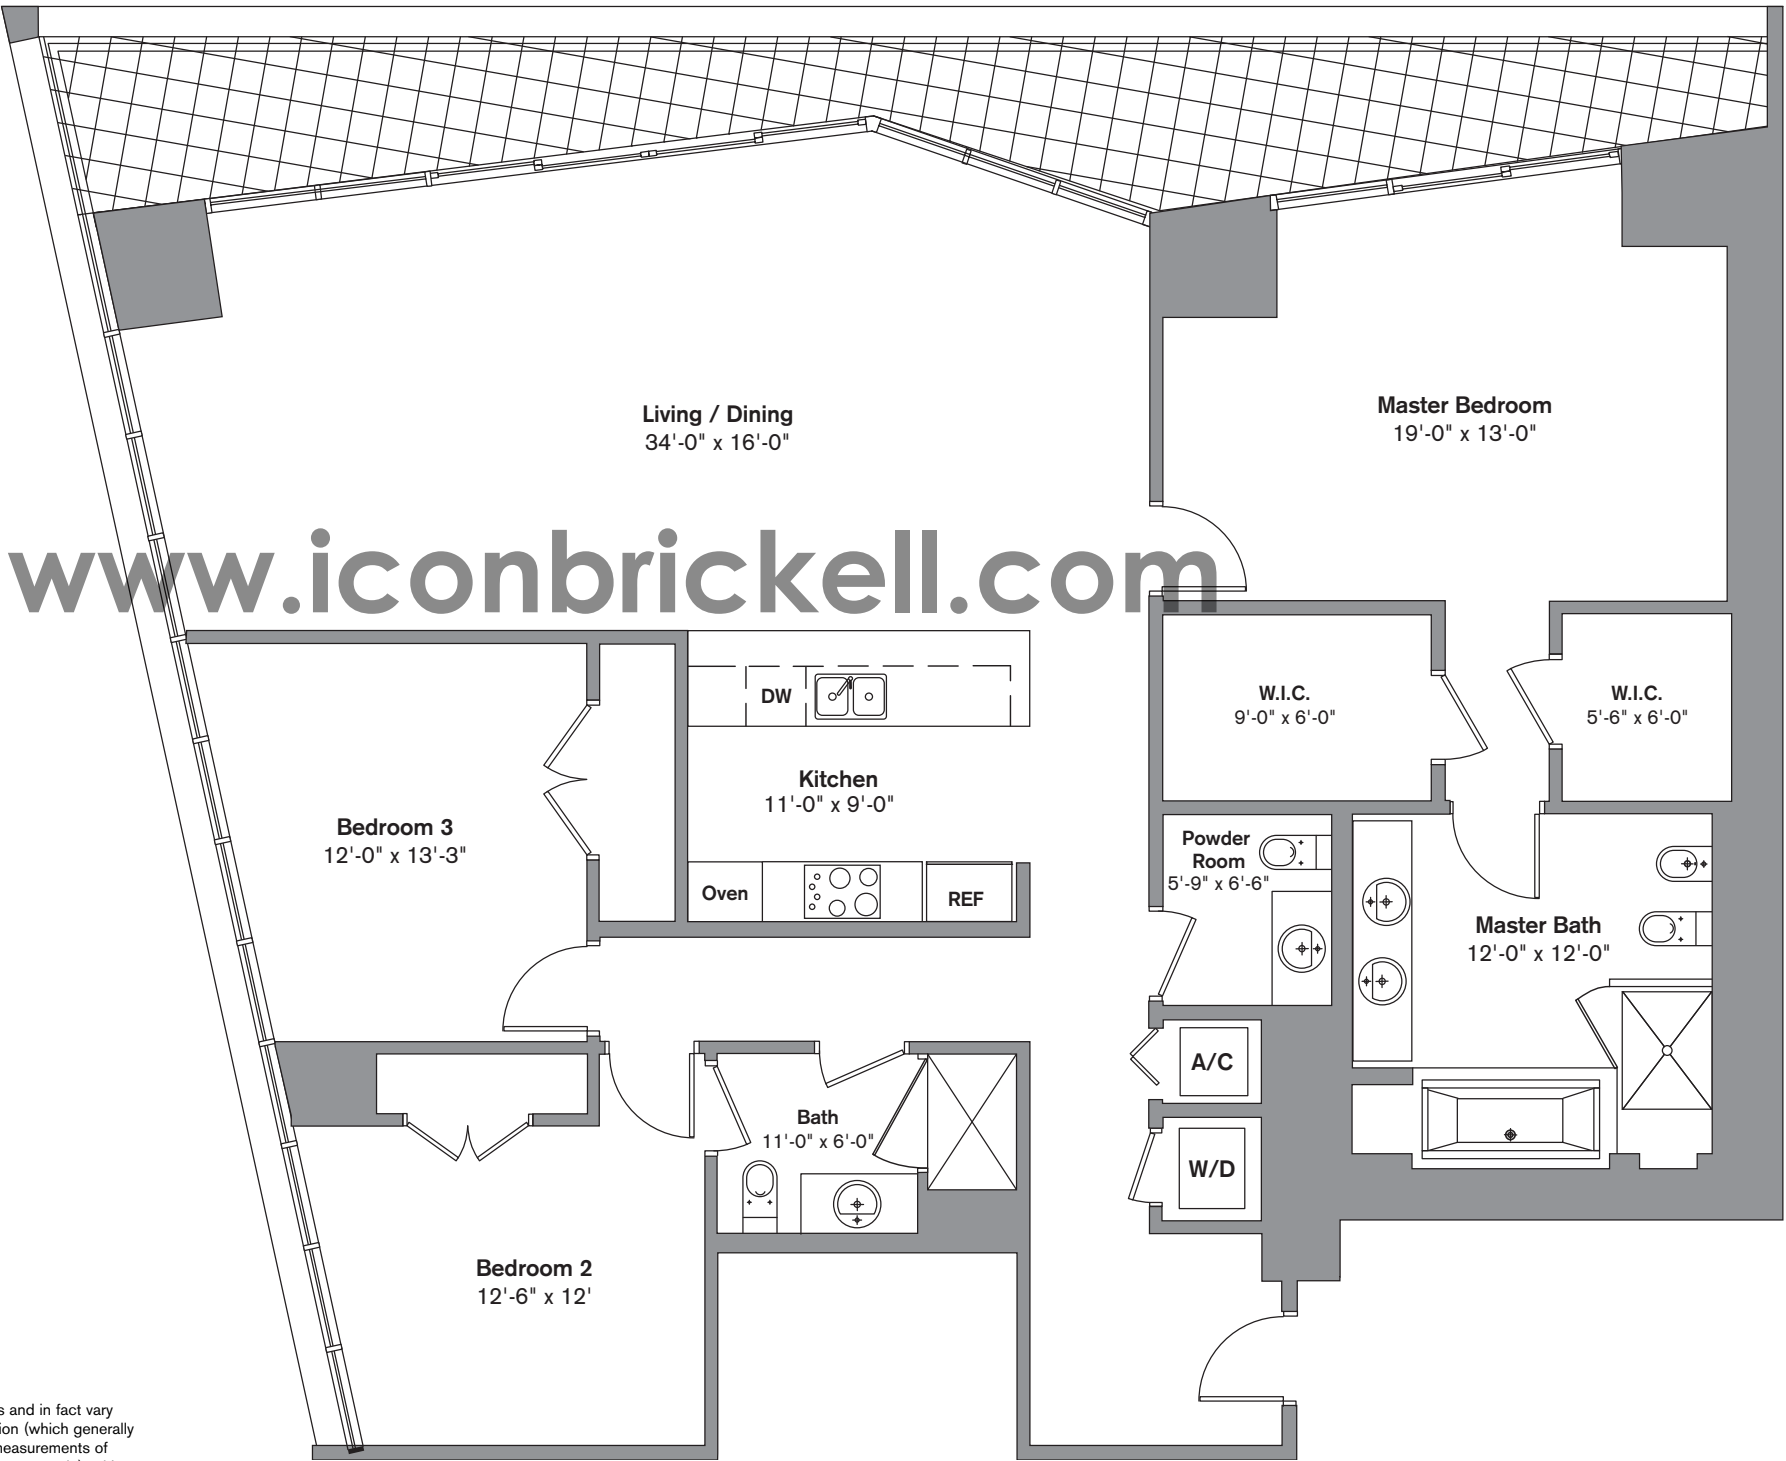 Living / Dining
34'-0" x 16'-0"
Master Bedroom
19'-0" x 13'-0"
www.iconbrickell.com
DW
W.I.C.
9'-0" x 6'-0"
W.I.C.
5'-6" x 6'-0"
Kitchen
11'-0" x 9'-0"
Bedroom 3
12'-0" x 13'-3"
Powder
Room
5'-9" x 6'-6"
Oven
REF
Master Bath
12'-0" x 12'-0"
A/C
Bath
11'-0" x 6'-0"
W/D
Bedroom 2
12'-6" x 12'
s and in fact vary
ion (which generally
neasurements of